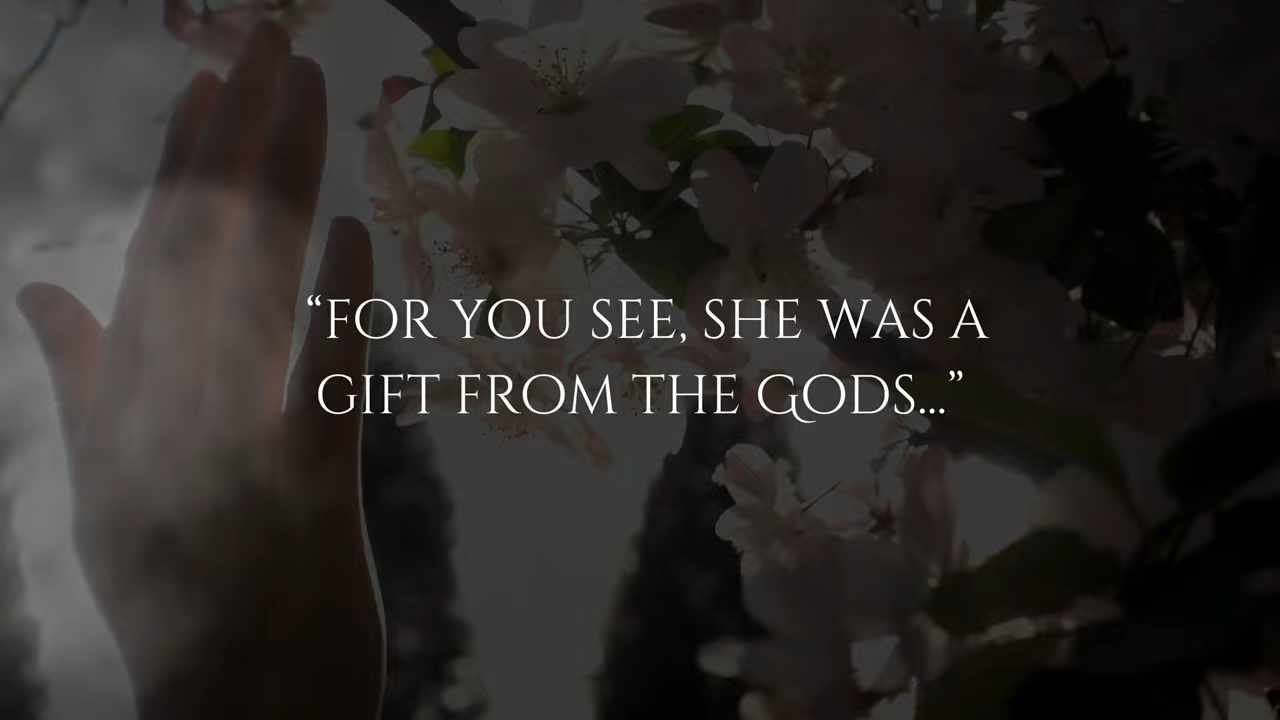 “FOR YOU SEE, SHE WAS A
GIFT FROM THE GODS...”